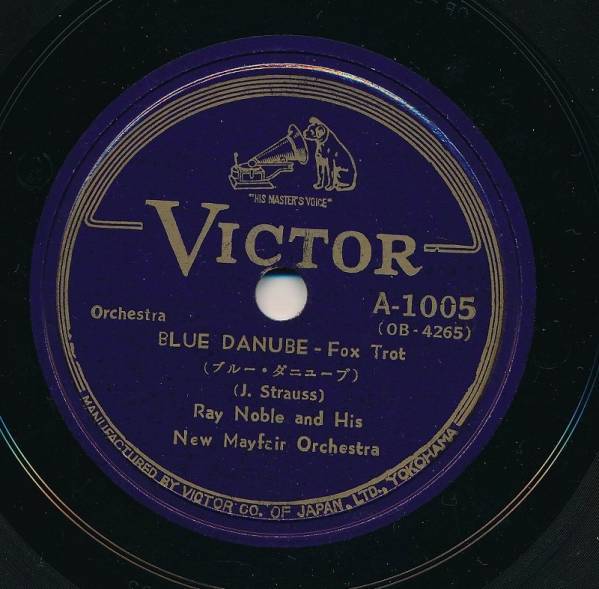 "HIS MASTER'S VOICE"
VICTOR
Orchestra
A-1005
(OB-4265)
BLUE DANUBE - Fox Trot
(ブルー・ダニューブ)
(J. Strauss)
Ray Noble and His
New Mayfair Orchestra
MANUFACTURED BY VICTOR CO. OF JAPAN, LTD., YOKOHAMA